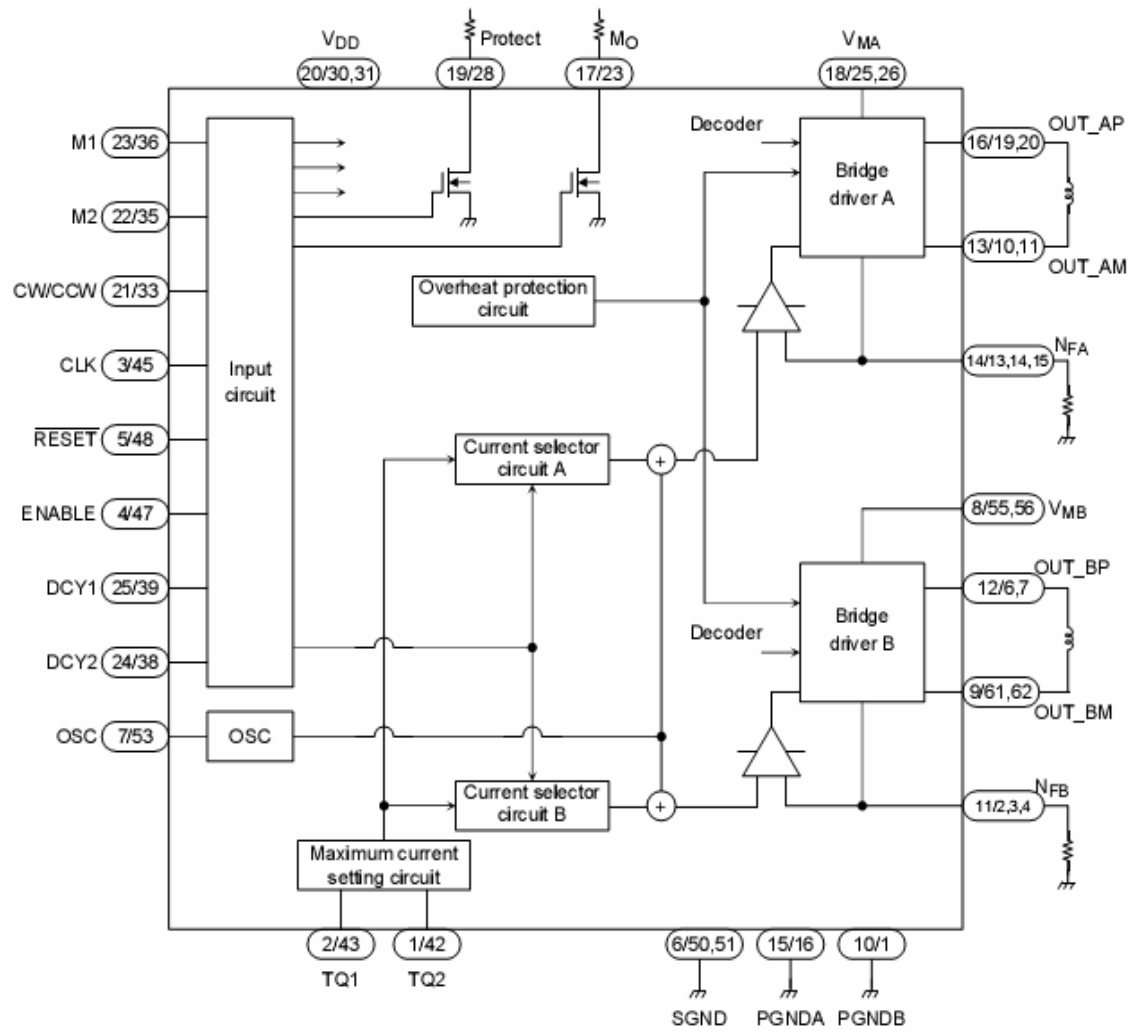 VDD
Protect
MO
VMA
20/30,31
19/28
17/23
18/25,26
M1
23/36
Decoder
16/19,20
OUT_AP
Bridge
driver A
M2
22/35
13/10,11
OUT_AM
CW/CCW
21/33
Overheat protection
circuit
NFA
14/13,14,15
CLK
3/45
Input
circuit
RESET
5/48
Current selector
circuit A
+
ENABLE
4/47
8/55,56
VMB
OUT_BP
DCY1
25/39
12/6,7
Bridge
driver B
Decoder
DCY2
24/38
9/61,62
OUT_BM
OSC
7/53
OSC
Current selector
circuit B
+
NFB
11/2,3,4
Maximum current
setting circuit
2/43
1/42
6/50,51
15/16
10/1
TQ1
TQ2
SGND
PGNDA
PGNDB